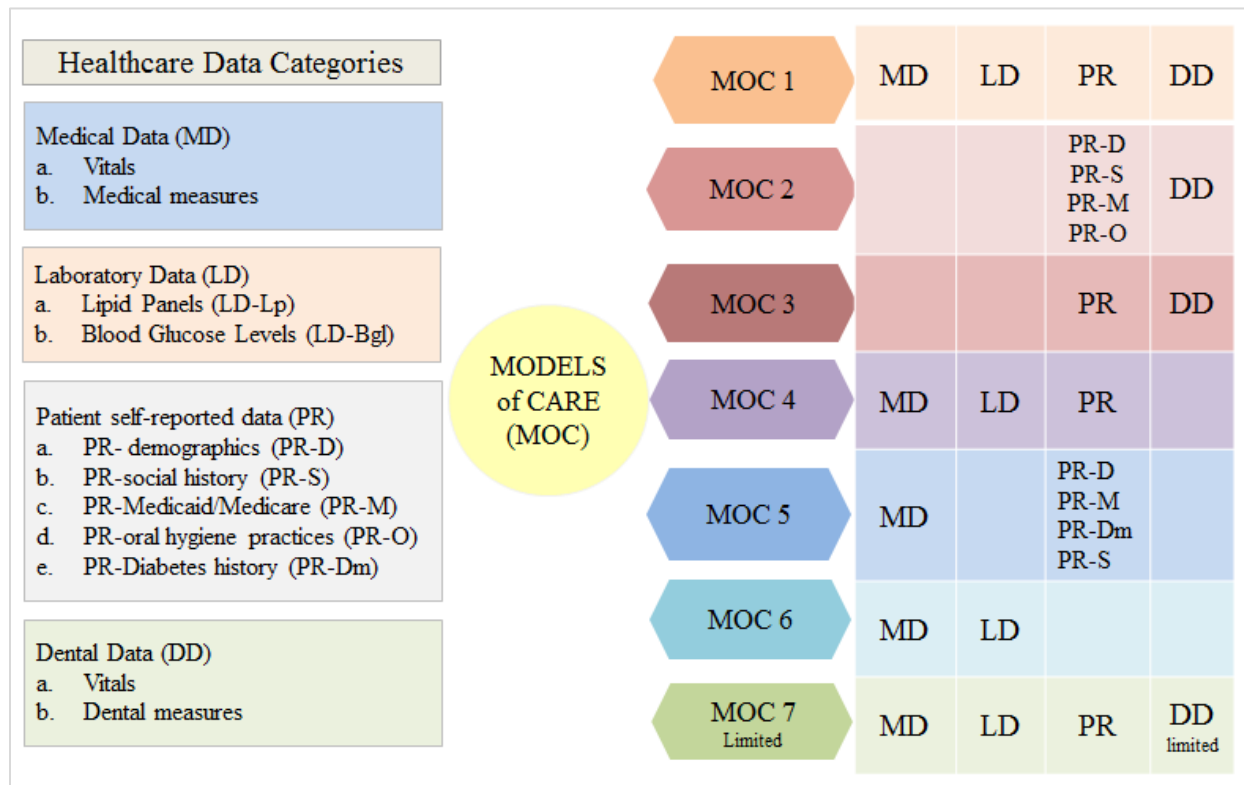 Healthcare Data Categories
Medical Data (MD)
a. Vitals
b. Medical measures
Laboratory Data (LD)
a. Lipid Panels (LD-Lp)
b. Blood Glucose Levels (LD-Bgl)
Patient self-reported data (PR)
a. PR- demographics (PR-D)
b. PR-social history (PR-S)
c. PR-Medicaid/Medicare (PR-M)
d. PR-oral hygiene practices (PR-O)
e. PR-Diabetes history (PR-Dm)
Dental Data (DD)
a. Vitals
b. Dental measures
MODELS
of CARE
(MOC)
MOC 1 MD LD PR DD
MOC 2
PR-D
PR-S
PR-M
PR-O
DD
MOC 3 PR DD
MOC 4 MD LD PR
MOC 5 MD
PR-D
PR-M
PR-Dm
PR-S
MOC 6 MD LD
MOC 7
Limited
MD LD PR DD
limited